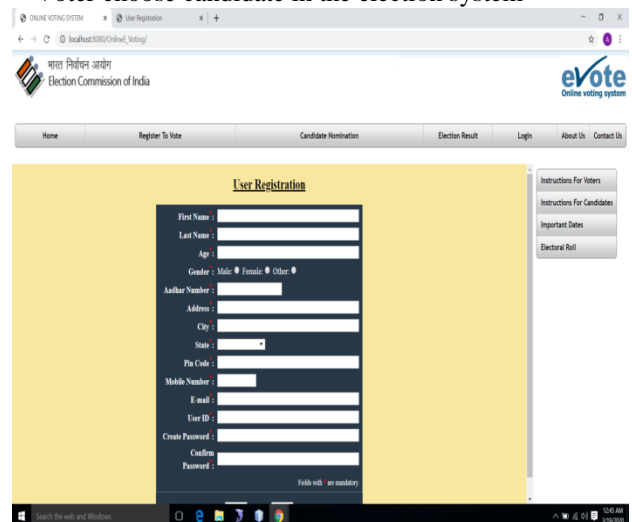 Voter choose candidate in the election system
ONLINE VOTING SYSTEM x User Registration x +
localhost:8080/OnlineE_Voting/
भारत निर्वाचन आयोग
Election Commission of India
eVote
Online voting system
Home Register To Vote Candidate Nomination Election Result Login About Us Contact Us
User Registration
Instructions For Voters
Instructions For Candidates
Important Dates
Electoral Roll
First Name* :
Last Name* :
Age* :
Gender* : Male: Female: Other:
Aadhar Number* :
Address* :
City* :
State* :
Pin Code* :
Mobile Number* :
E-mail* :
User ID* :
Create Password* :
Confirm
Password* :
Fields with * are mandatory.
Search the web and Windows
12:45 AM